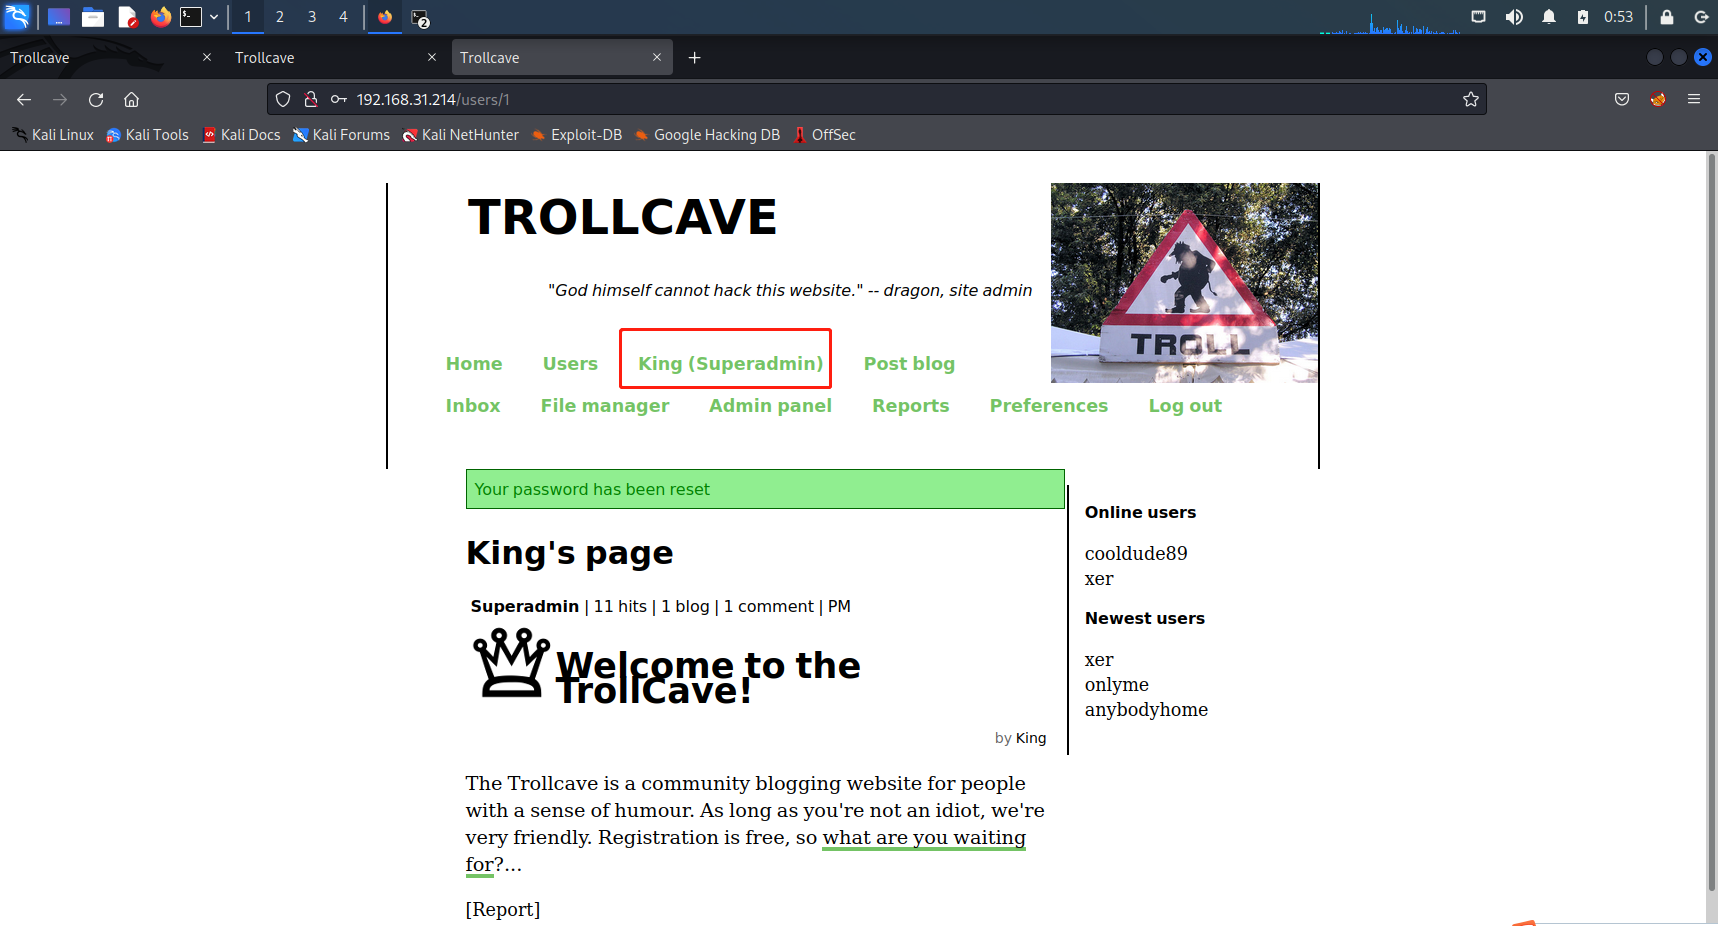 1 2 3 4 2 0:53
Trollcave Trollcave Trollcave
192.168.31.214/users/1
Kali Linux Kali Tools Kali Docs Kali Forums Kali NetHunter Exploit-DB Google Hacking DB OffSec
TROLLCAVE
"God himself cannot hack this website." -- dragon, site admin
TROLL
Home Users King (Superadmin) Post blog
Inbox File manager Admin panel Reports Preferences Log out
Your password has been reset
King's page
Superadmin | 11 hits | 1 blog | 1 comment | PM
Welcome to the
TrollCave!
by King
The Trollcave is a community blogging website for people
with a sense of humour. As long as you're not an idiot, we're
very friendly. Registration is free, so what are you waiting
for?...
[Report]
Online users
cooldude89
xer
Newest users
xer
onlyme
anybodyhome